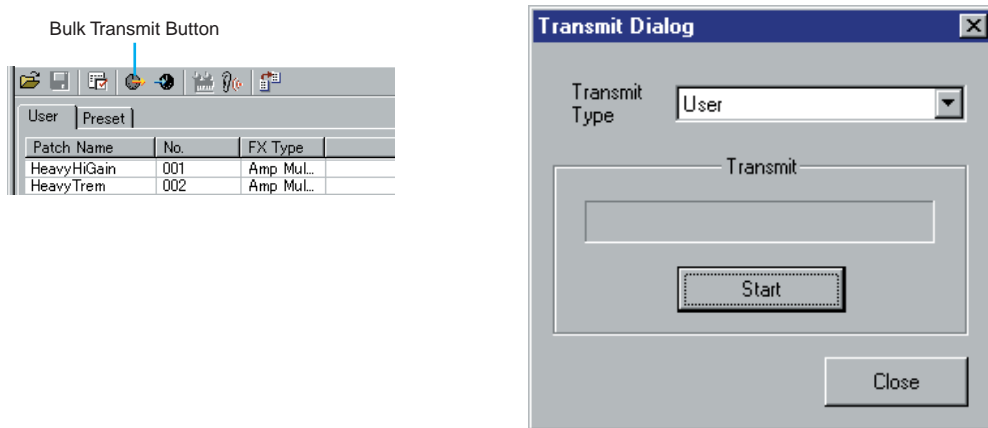 Bulk Transmit Button
User Preset
Patch Name No. FX Type
HeavyHiGain 001 Amp Mul...
HeavyTrem 002 Amp Mul...
Transmit Dialog
Transmit
Type
User
Transmit
Start
Close